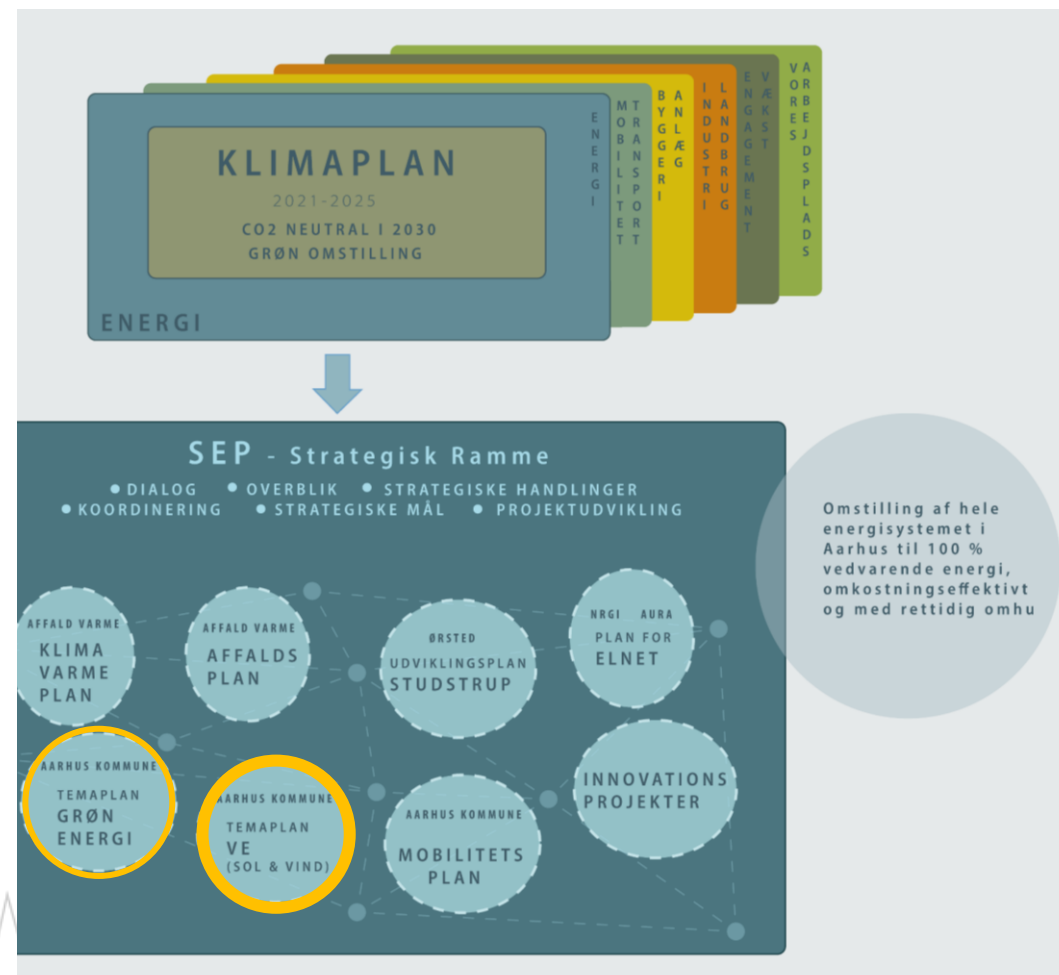 KLIMAPLAN
2021-2025
CO2 NEUTRAL I 2030
GRØN OMSTILLING
ENERGI
ENERGI
MOBILITET
TRANSPORT
BYGGERI
ANLÆG
INDUSTRI
LANDBRUG
ENGAGEMENT
VÆKST
VORES
ARBEJDSPLADS
SEP - Strategisk Ramme
• DIALOG • OVERBLIK • STRATEGISKE HANDLINGER
• KOORDINERING • STRATEGISKE MÅL • PROJEKTUDVIKLING
Omstilling af hele
energisystemet i
Aarhus til 100 %
vedvarende energi,
omkostningseffektivt
og med rettidig omhu
AFFALD VARME
KLIMA
VARME
PLAN
AFFALD VARME
AFFALDS
PLAN
ØRSTED
UDVIKLINGSPLAN
STUDSTRUP
NRGI AURA
PLAN FOR
ELNET
AARHUS KOMMUNE
TEMAPLAN
GRØN
ENERGI
AARHUS KOMMUNE
TEMAPLAN
VE
(SOL & VIND)
AARHUS KOMMUNE
MOBILITETS
PLAN
INNOVATIONS
PROJEKTER